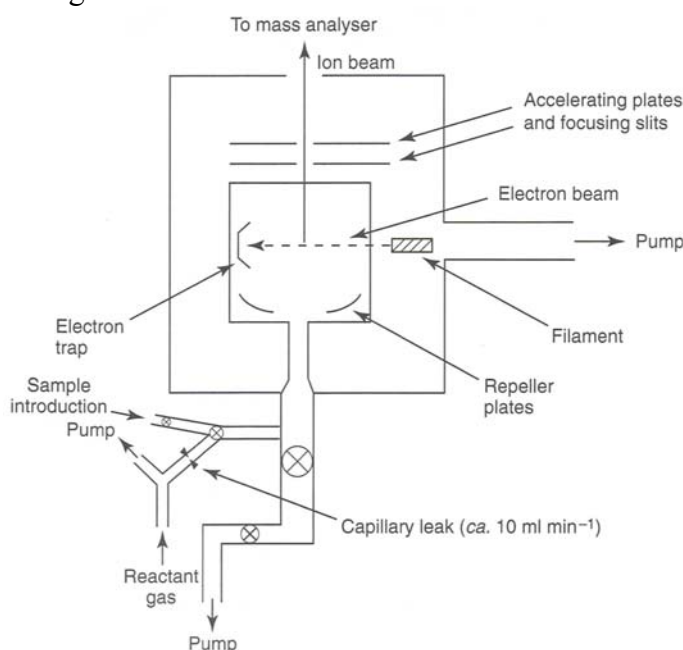 To mass analyser
Ion beam
Accelerating plates
and focusing slits
Electron beam
Pump
Electron
trap
Filament
Repeller
plates
Sample
introduction
Pump
Capillary leak (ca. 10 ml min⁻¹)
Reactant
gas
Pump